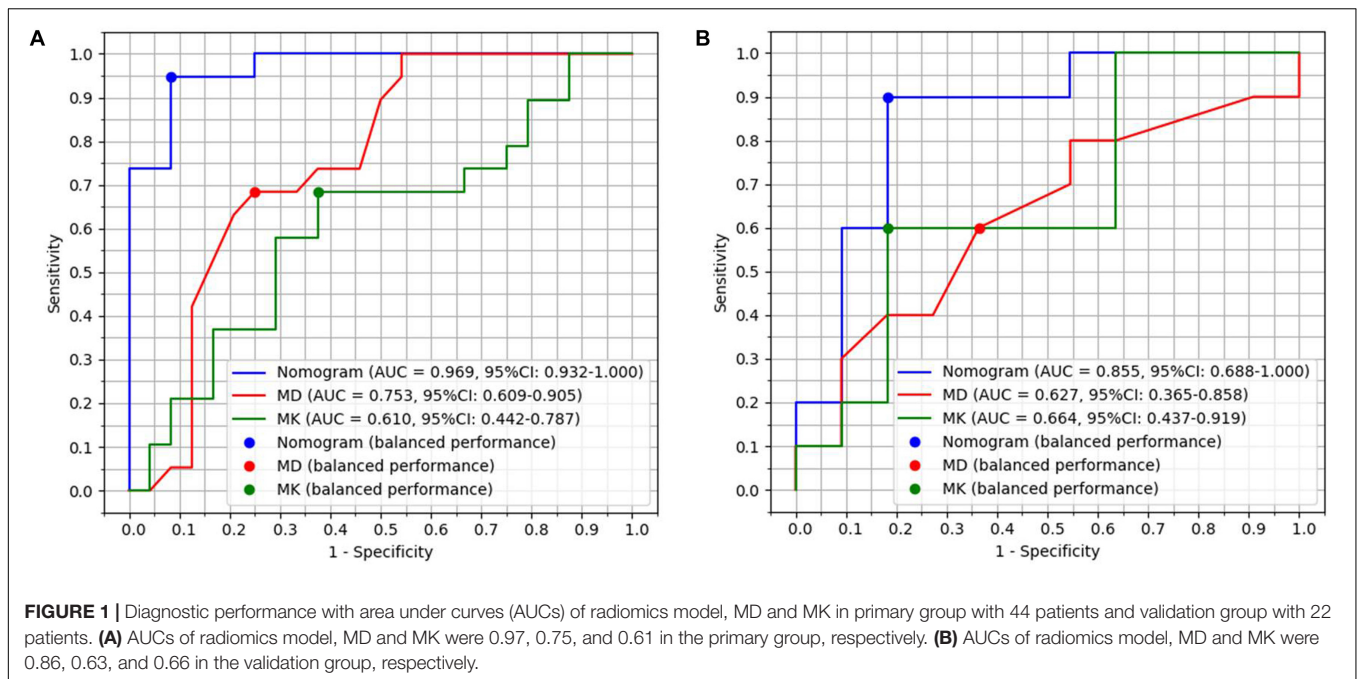 A
1.0
0.9
0.8
0.7
0.6
0.5
0.4
0.3
0.2
0.1
0.0
Sensitivity
Nomogram (AUC = 0.969, 95%CI: 0.932-1.000)
MD (AUC = 0.753, 95%CI: 0.609-0.905)
MK (AUC = 0.610, 95%CI: 0.442-0.787)
Nomogram (balanced performance)
MD (balanced performance)
MK (balanced performance)
0.0 0.1 0.2 0.3 0.4 0.5 0.6 0.7 0.8 0.9 1.0
1 - Specificity
B
1.0
0.9
0.8
0.7
0.6
0.5
0.4
0.3
0.2
0.1
0.0
Sensitivity
Nomogram (AUC = 0.855, 95%CI: 0.688-1.000)
MD (AUC = 0.627, 95%CI: 0.365-0.858)
MK (AUC = 0.664, 95%CI: 0.437-0.919)
Nomogram (balanced performance)
MD (balanced performance)
MK (balanced performance)
0.0 0.1 0.2 0.3 0.4 0.5 0.6 0.7 0.8 0.9 1.0
1 - Specificity
FIGURE 1 | Diagnostic performance with area under curves (AUCs) of radiomics model, MD and MK in primary group with 44 patients and validation group with 22
patients. (A) AUCs of radiomics model, MD and MK were 0.97, 0.75, and 0.61 in the primary group, respectively. (B) AUCs of radiomics model, MD and MK were
0.86, 0.63, and 0.66 in the validation group, respectively.